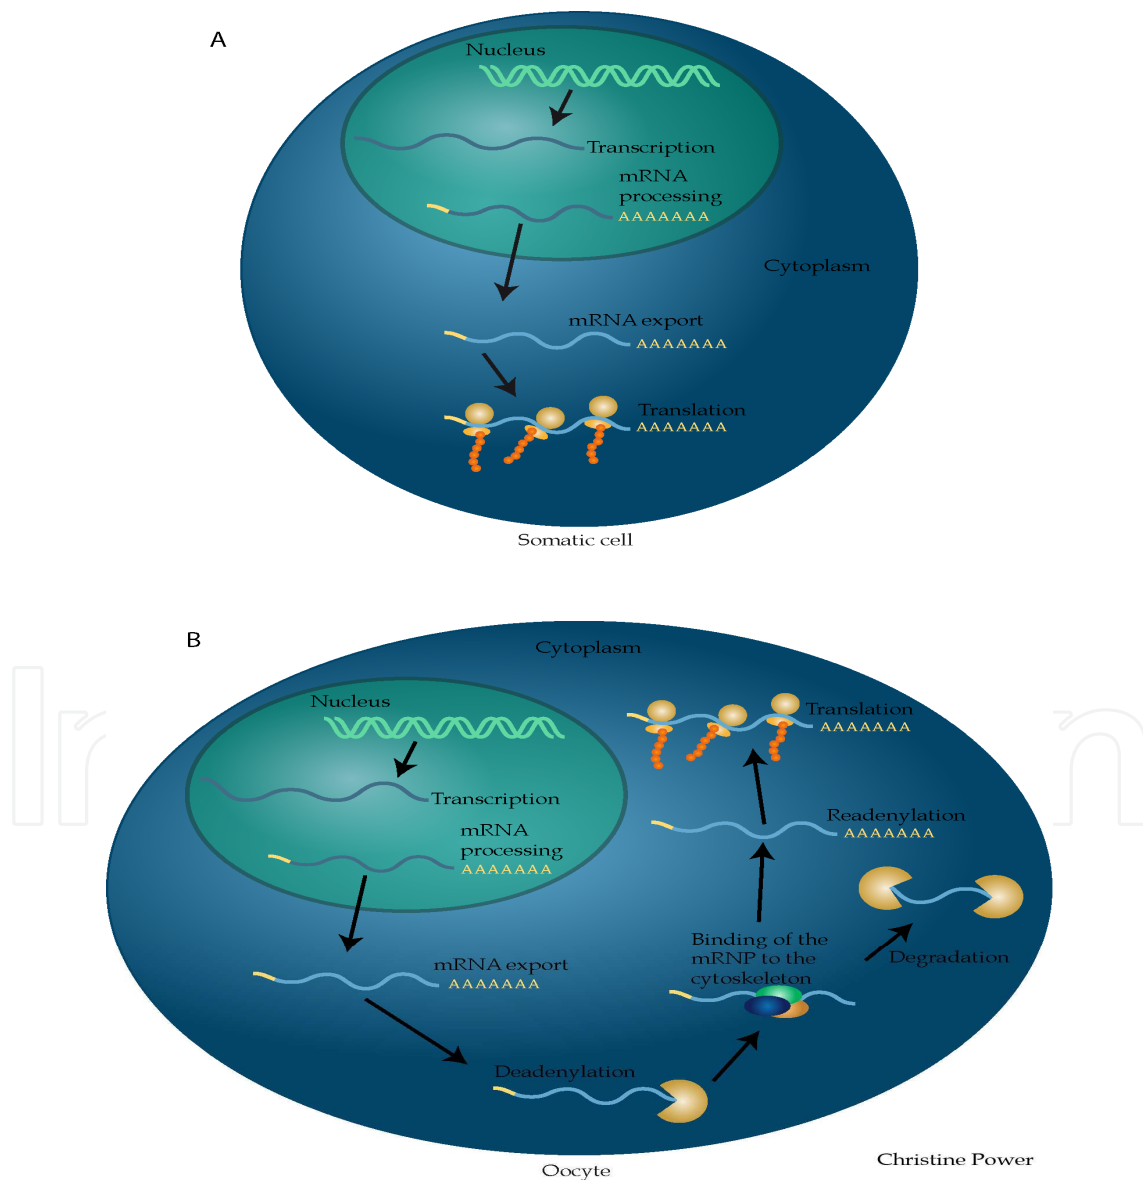 A
Nucleus
Transcription
mRNA
processing
AAAAAAA
Cytoplasm
mRNA export
AAAAAAA
Translation
AAAAAAA
Somatic cell
B
Cytoplasm
Nucleus
Transcription
mRNA
processing
AAAAAAA
mRNA export
AAAAAAA
Deadenylation
Binding of the
mRNP to the
cytoskeleton
Degradation
Readenylation
AAAAAAA
Translation
AAAAAAA
Oocyte
Christine Power